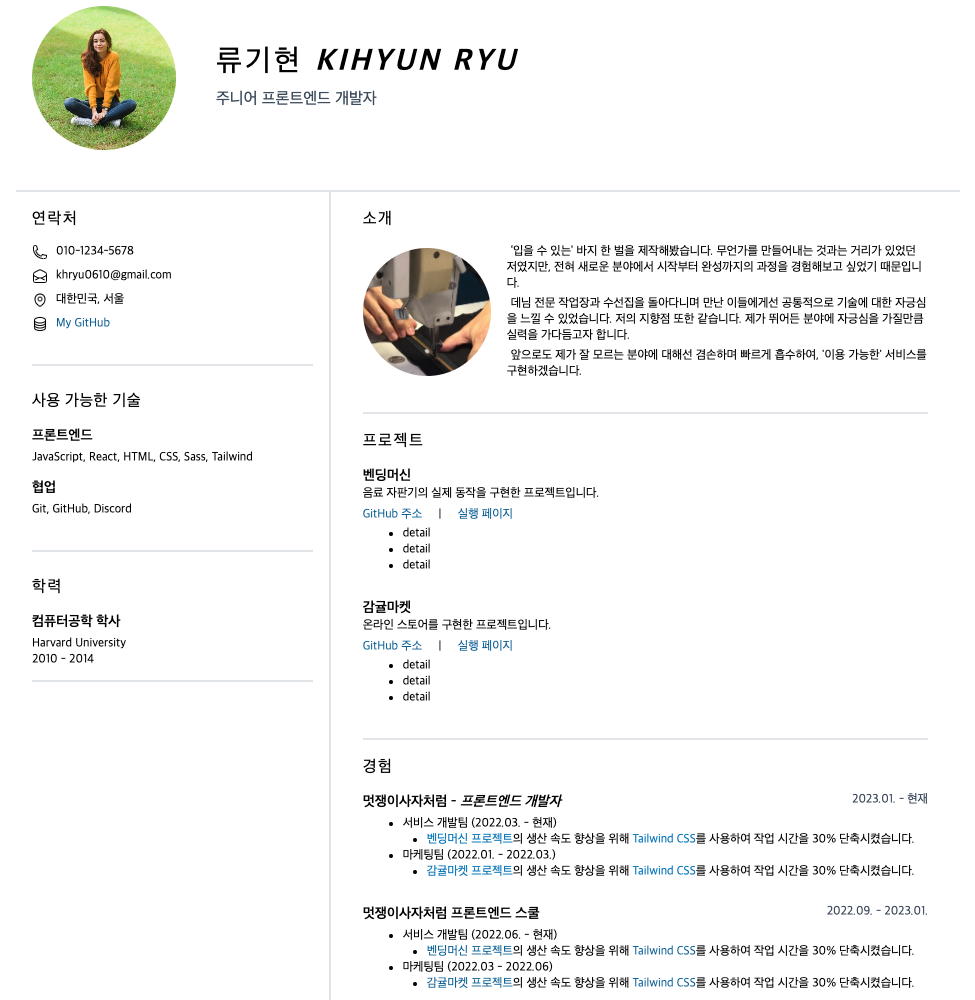 류기현 KIHYUN RYU
주니어 프론트엔드 개발자
연락처
010-1234-5678
khryu0610@gmail.com
대한민국, 서울
My GitHub
사용 가능한 기술
프론트엔드
JavaScript, React, HTML, CSS, Sass, Tailwind
협업
Git, GitHub, Discord
학력
컴퓨터공학 학사
Harvard University
2010 - 2014
소개
'입을 수 있는' 바지 한 벌을 제작해봤습니다. 무언가를 만들어내는 것과는 거리가 있었던
저였지만, 전혀 새로운 분야에서 시작부터 완성까지의 과정을 경험해보고 싶었기 때문입니
다.
데님 전문 작업장과 수선집을 돌아다니며 만난 이들에게선 공통적으로 기술에 대한 자긍심
을 느낄 수 있었습니다. 저의 지향점 또한 같습니다. 제가 뛰어든 분야에 자긍심을 가질만큼
실력을 가다듬고자 합니다.
앞으로도 제가 잘 모르는 분야에 대해선 겸손하며 빠르게 흡수하여, '이용 가능한' 서비스를
구현하겠습니다.
프로젝트
벤딩머신
음료 자판기의 실제 동작을 구현한 프로젝트입니다.
GitHub 주소 | 실행 페이지
detail
detail
detail
감귤마켓
온라인 스토어를 구현한 프로젝트입니다.
GitHub 주소 | 실행 페이지
detail
detail
detail
경험
멋쟁이사자처럼 - 프론트엔드 개발자 2023.01. - 현재
서비스 개발팀 (2022.03. - 현재)
벤딩머신 프로젝트의 생산 속도 향상을 위해 Tailwind CSS를 사용하여 작업 시간을 30% 단축시켰습니다.
마케팅팀 (2022.01. - 2022.03.)
감귤마켓 프로젝트의 생산 속도 향상을 위해 Tailwind CSS를 사용하여 작업 시간을 30% 단축시켰습니다.
멋쟁이사자처럼 프론트엔드 스쿨 2022.09. - 2023.01.
서비스 개발팀 (2022.06. - 현재)
벤딩머신 프로젝트의 생산 속도 향상을 위해 Tailwind CSS를 사용하여 작업 시간을 30% 단축시켰습니다.
마케팅팀 (2022.03 - 2022.06)
감귤마켓 프로젝트의 생산 속도 향상을 위해 Tailwind CSS를 사용하여 작업 시간을 30% 단축시켰습니다.